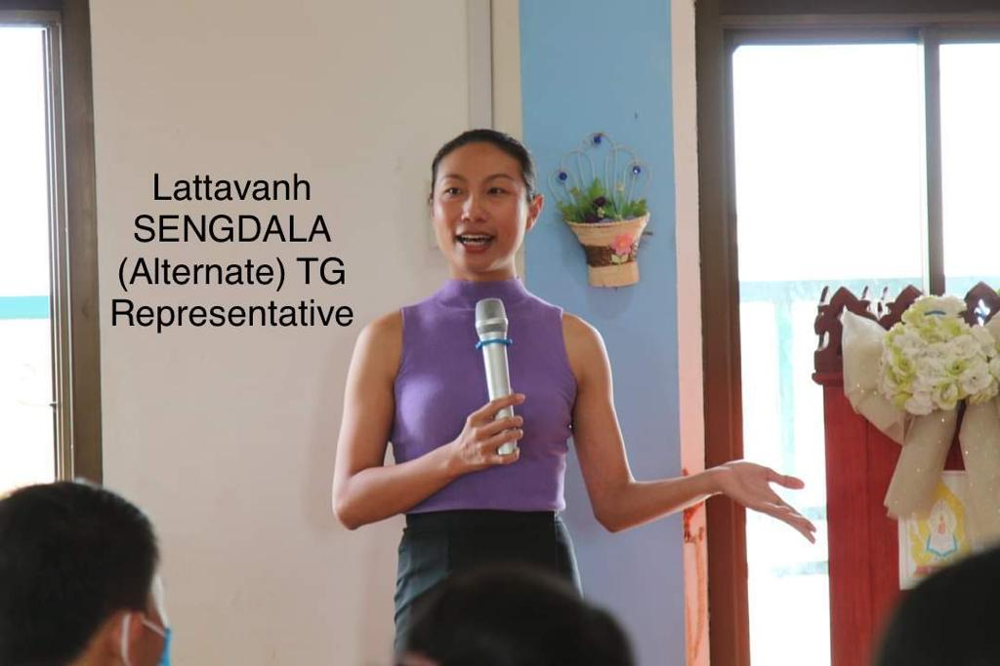 Lattavanh
SENGDALA
(Alternate) TG
Representative